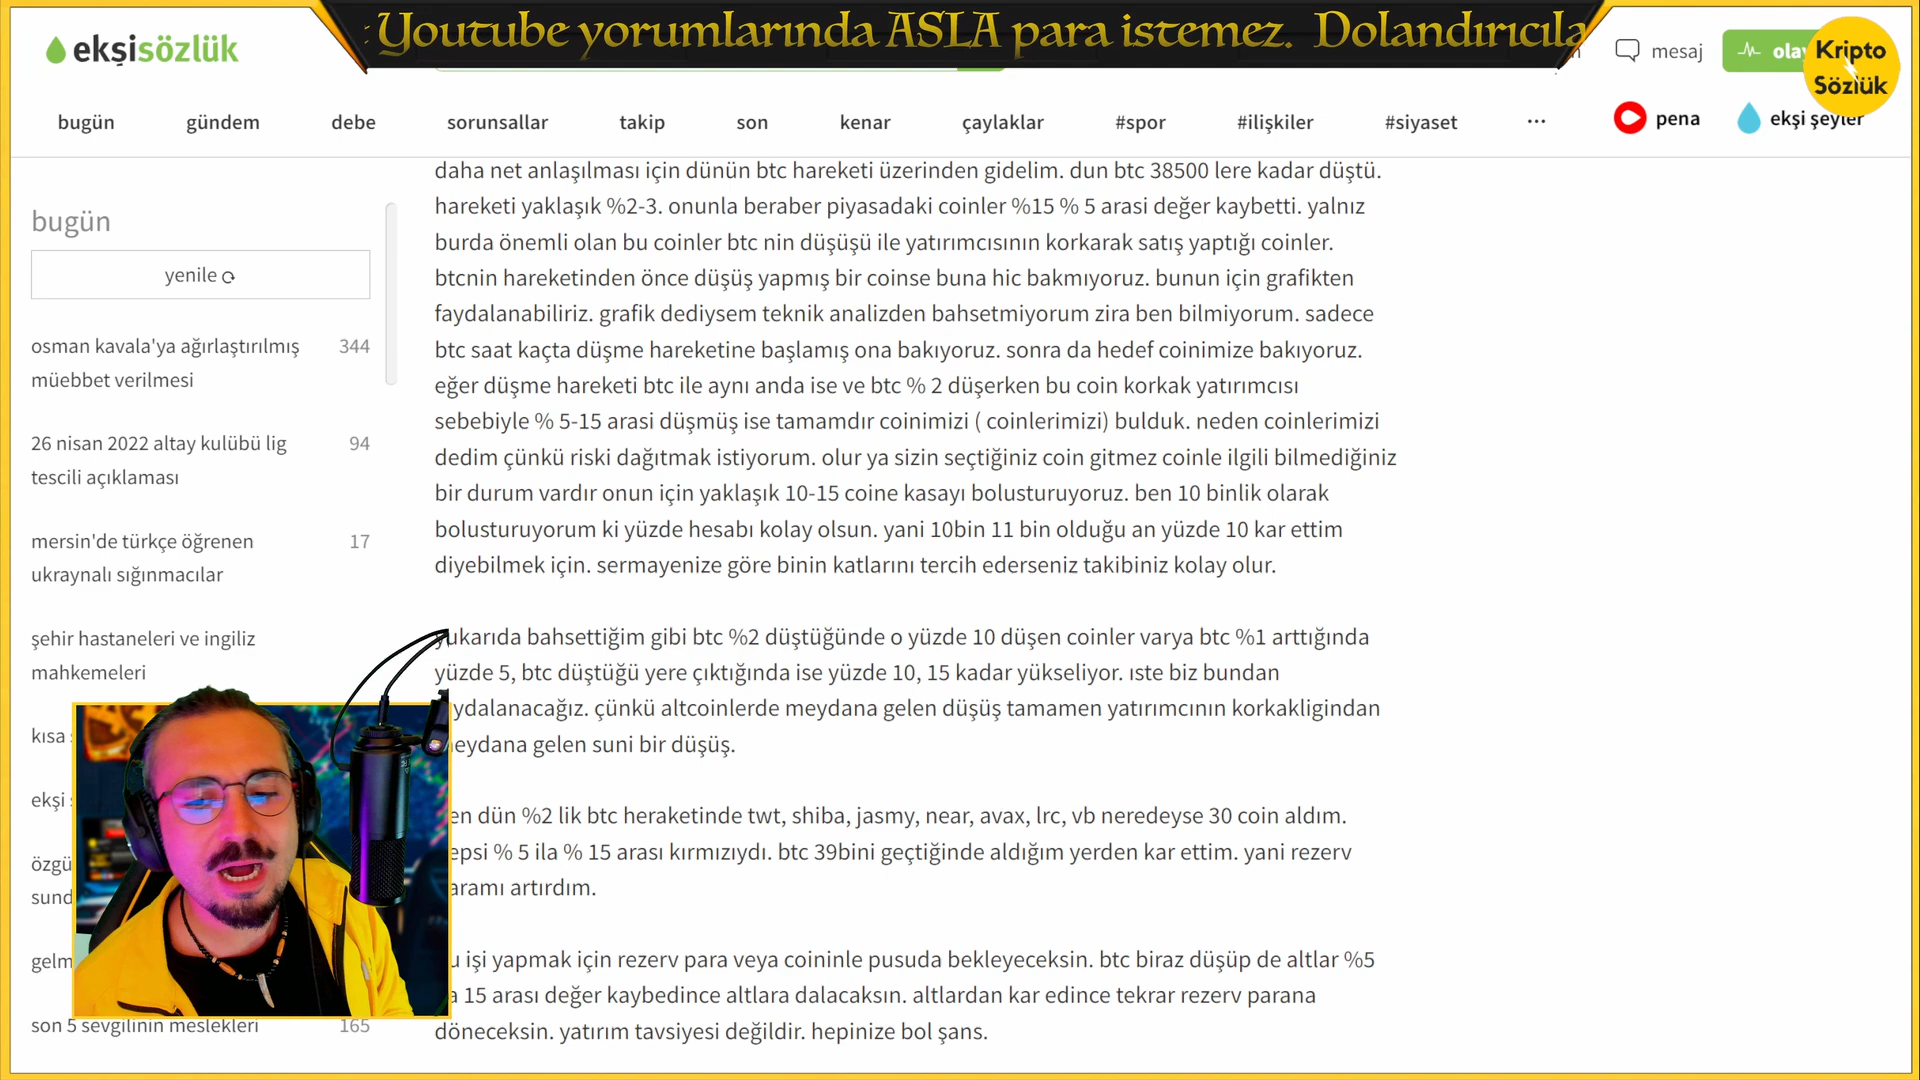 Youtube yorumlarında ASLA para istemez. Dolandırıcıla
ekşisözlük
mesaj
olay
Kripto
Sözlük
bugün gündem debe sorunsallar takip son kenar çaylaklar #spor #ilişkiler #siyaset ... pena ekşi şeyler
bugün
yenile
osman kavala'ya ağırlaştırılmış 344
müebbet verilmesi
26 nisan 2022 altay kulübü lig 94
tescili açıklaması
mersin'de türkçe öğrenen 17
ukraynalı sığınmacılar
şehir hastaneleri ve ingiliz
mahkemeleri
kısa
ekşi
özgü
sund
gelm
son 5 sevgilinin meslekleri 165
daha net anlaşılması için dünün btc hareketi üzerinden gidelim. dun btc 38500 lere kadar düştü.
hareketi yaklaşık %2-3. onunla beraber piyasadaki coinler %15 % 5 arasi değer kaybetti. yalnız
burda önemli olan bu coinler btc nin düşüşü ile yatırımcısının korkarak satış yaptığı coinler.
btcnin hareketinden önce düşüş yapmış bir coinse buna hic bakmıyoruz. bunun için grafikten
faydalanabiliriz. grafik dediysem teknik analizden bahsetmiyorum zira ben bilmiyorum. sadece
btc saat kaçta düşme hareketine başlamış ona bakıyoruz. sonra da hedef coinimize bakıyoruz.
eğer düşme hareketi btc ile aynı anda ise ve btc % 2 düşerken bu coin korkak yatırımcısı
sebebiyle % 5-15 arasi düşmüş ise tamamdır coinimizi ( coinlerimizi) bulduk. neden coinlerimizi
dedim çünkü riski dağıtmak istiyorum. olur ya sizin seçtiğiniz coin gitmez coinle ilgili bilmediğiniz
bir durum vardır onun için yaklaşık 10-15 coine kasayı bolusturuyoruz. ben 10 binlik olarak
bolusturuyorum ki yüzde hesabı kolay olsun. yani 10bin 11 bin olduğu an yüzde 10 kar ettim
diyebilmek için. sermayenize göre binin katlarını tercih ederseniz takibiniz kolay olur.
yukarıda bahsettiğim gibi btc %2 düştüğünde o yüzde 10 düşen coinler varya btc %1 arttığında
yüzde 5, btc düştüğü yere çıktığında ise yüzde 10, 15 kadar yükseliyor. ıste biz bundan
ydalanacağız. çünkü altcoinlerde meydana gelen düşüş tamamen yatırımcının korkakligindan
meydana gelen suni bir düşüş.
en dün %2 lik btc heraketinde twt, shiba, jasmy, near, avax, lrc, vb neredeyse 30 coin aldım.
epsi % 5 ila % 15 arası kırmızıydı. btc 39bini geçtiğinde aldığım yerden kar ettim. yani rezerv
aramı artırdım.
u işi yapmak için rezerv para veya coininle pusuda bekleyeceksin. btc biraz düşüp de altlar %5
a 15 arası değer kaybedince altlara dalacaksın. altlardan kar edince tekrar rezerv parana
döneceksin. yatırım tavsiyesi değildir. hepinize bol şans.